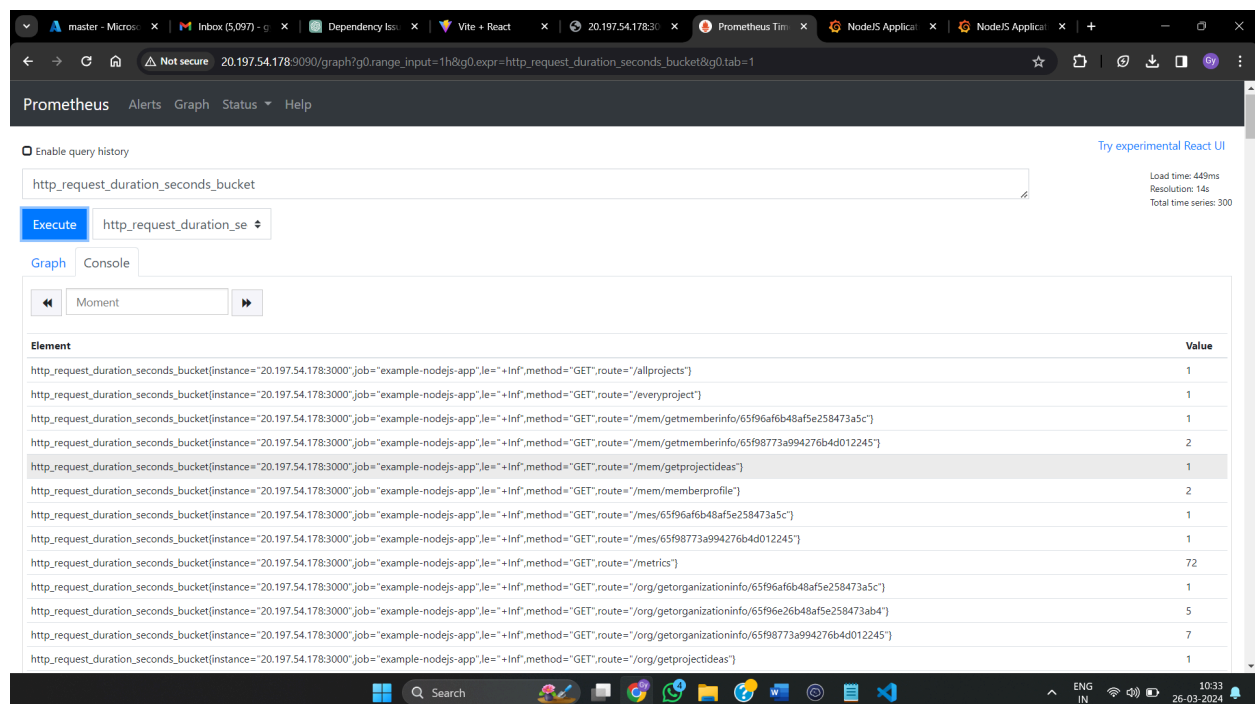 master - Micros
Inbox (5,097) - g
Dependency Iss
Vite + React
20.197.54.178:30
Prometheus Tim
NodeJS Applicat
NodeJS Applicat
Not secure 20.197.54.178:9090/graph?g0.range_input=1h&g0.expr=http_request_duration_seconds_bucket&g0.tab=1
Gy
Prometheus Alerts Graph Status Help
Enable query history
Try experimental React UI
http_request_duration_seconds_bucket
Load time: 449ms
Resolution: 14s
Total time series: 300
Execute http_request_duration_se
Graph Console
Moment
Element Value
http_request_duration_seconds_bucket{instance="20.197.54.178:3000",job="example-nodejs-app",le="+Inf",method="GET",route="/allprojects"} 1
http_request_duration_seconds_bucket{instance="20.197.54.178:3000",job="example-nodejs-app",le="+Inf",method="GET",route="/everyproject"} 1
http_request_duration_seconds_bucket{instance="20.197.54.178:3000",job="example-nodejs-app",le="+Inf",method="GET",route="/mem/getmemberinfo/65f96af6b48af5e258473a5c"} 1
http_request_duration_seconds_bucket{instance="20.197.54.178:3000",job="example-nodejs-app",le="+Inf",method="GET",route="/mem/getmemberinfo/65f98773a994276b4d012245"} 2
http_request_duration_seconds_bucket{instance="20.197.54.178:3000",job="example-nodejs-app",le="+Inf",method="GET",route="/mem/getprojectideas"} 1
http_request_duration_seconds_bucket{instance="20.197.54.178:3000",job="example-nodejs-app",le="+Inf",method="GET",route="/mem/memberprofile"} 2
http_request_duration_seconds_bucket{instance="20.197.54.178:3000",job="example-nodejs-app",le="+Inf",method="GET",route="/mes/65f96af6b48af5e258473a5c"} 1
http_request_duration_seconds_bucket{instance="20.197.54.178:3000",job="example-nodejs-app",le="+Inf",method="GET",route="/mes/65f98773a994276b4d012245"} 1
http_request_duration_seconds_bucket{instance="20.197.54.178:3000",job="example-nodejs-app",le="+Inf",method="GET",route="/metrics"} 72
http_request_duration_seconds_bucket{instance="20.197.54.178:3000",job="example-nodejs-app",le="+Inf",method="GET",route="/org/getorganizationinfo/65f96af6b48af5e258473a5c"} 1
http_request_duration_seconds_bucket{instance="20.197.54.178:3000",job="example-nodejs-app",le="+Inf",method="GET",route="/org/getorganizationinfo/65f96e26b48af5e258473ab4"} 5
http_request_duration_seconds_bucket{instance="20.197.54.178:3000",job="example-nodejs-app",le="+Inf",method="GET",route="/org/getorganizationinfo/65f98773a994276b4d012245"} 7
http_request_duration_seconds_bucket{instance="20.197.54.178:3000",job="example-nodejs-app",le="+Inf",method="GET",route="/org/getprojectideas"} 1
Search
4
ENG
IN
10:33
26-03-2024